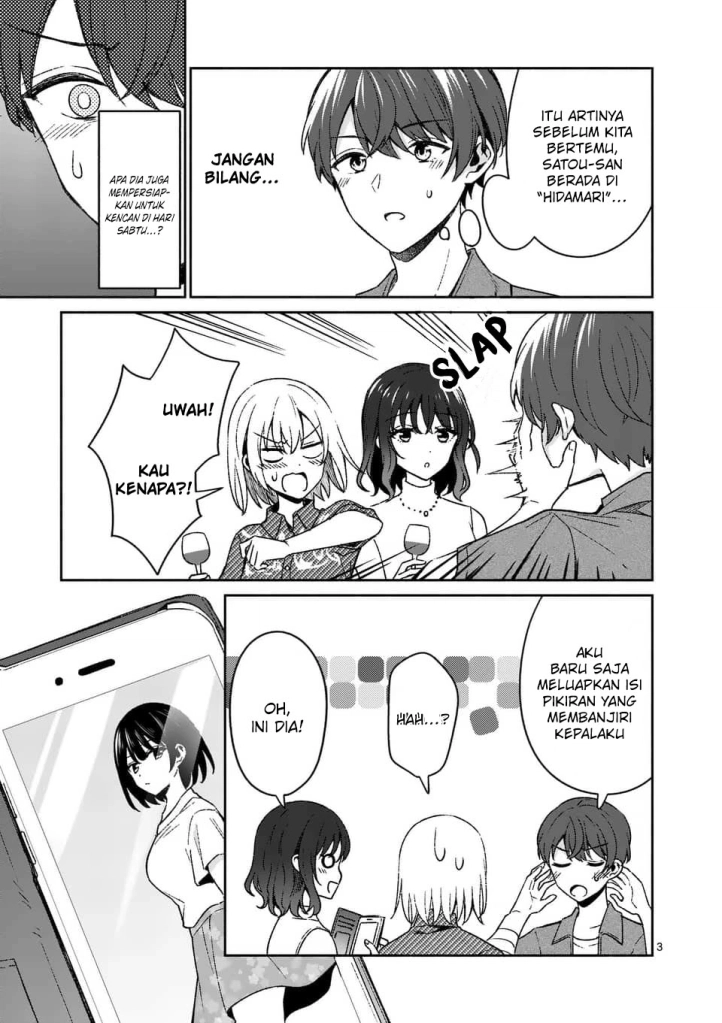 ITU ARTINYA
SEBELUM KITA
BERTEMU,
SATOU-SAN
BERADA DI
"HIDAMARI"...
JANGAN
BILANG...
APA DIA JUGA
MEMPERSIAP-
KAN UNTUK
KENCAN DI HARI
SABTU...?
SLAP
UWAH!
KAU
KENAPA?!
AKU
BARU SAJA
MELUAPKAN ISI
PIKIRAN YANG
MEMBANJIRI
KEPALAKU
HAH...?
OH,
INI DIA!
3